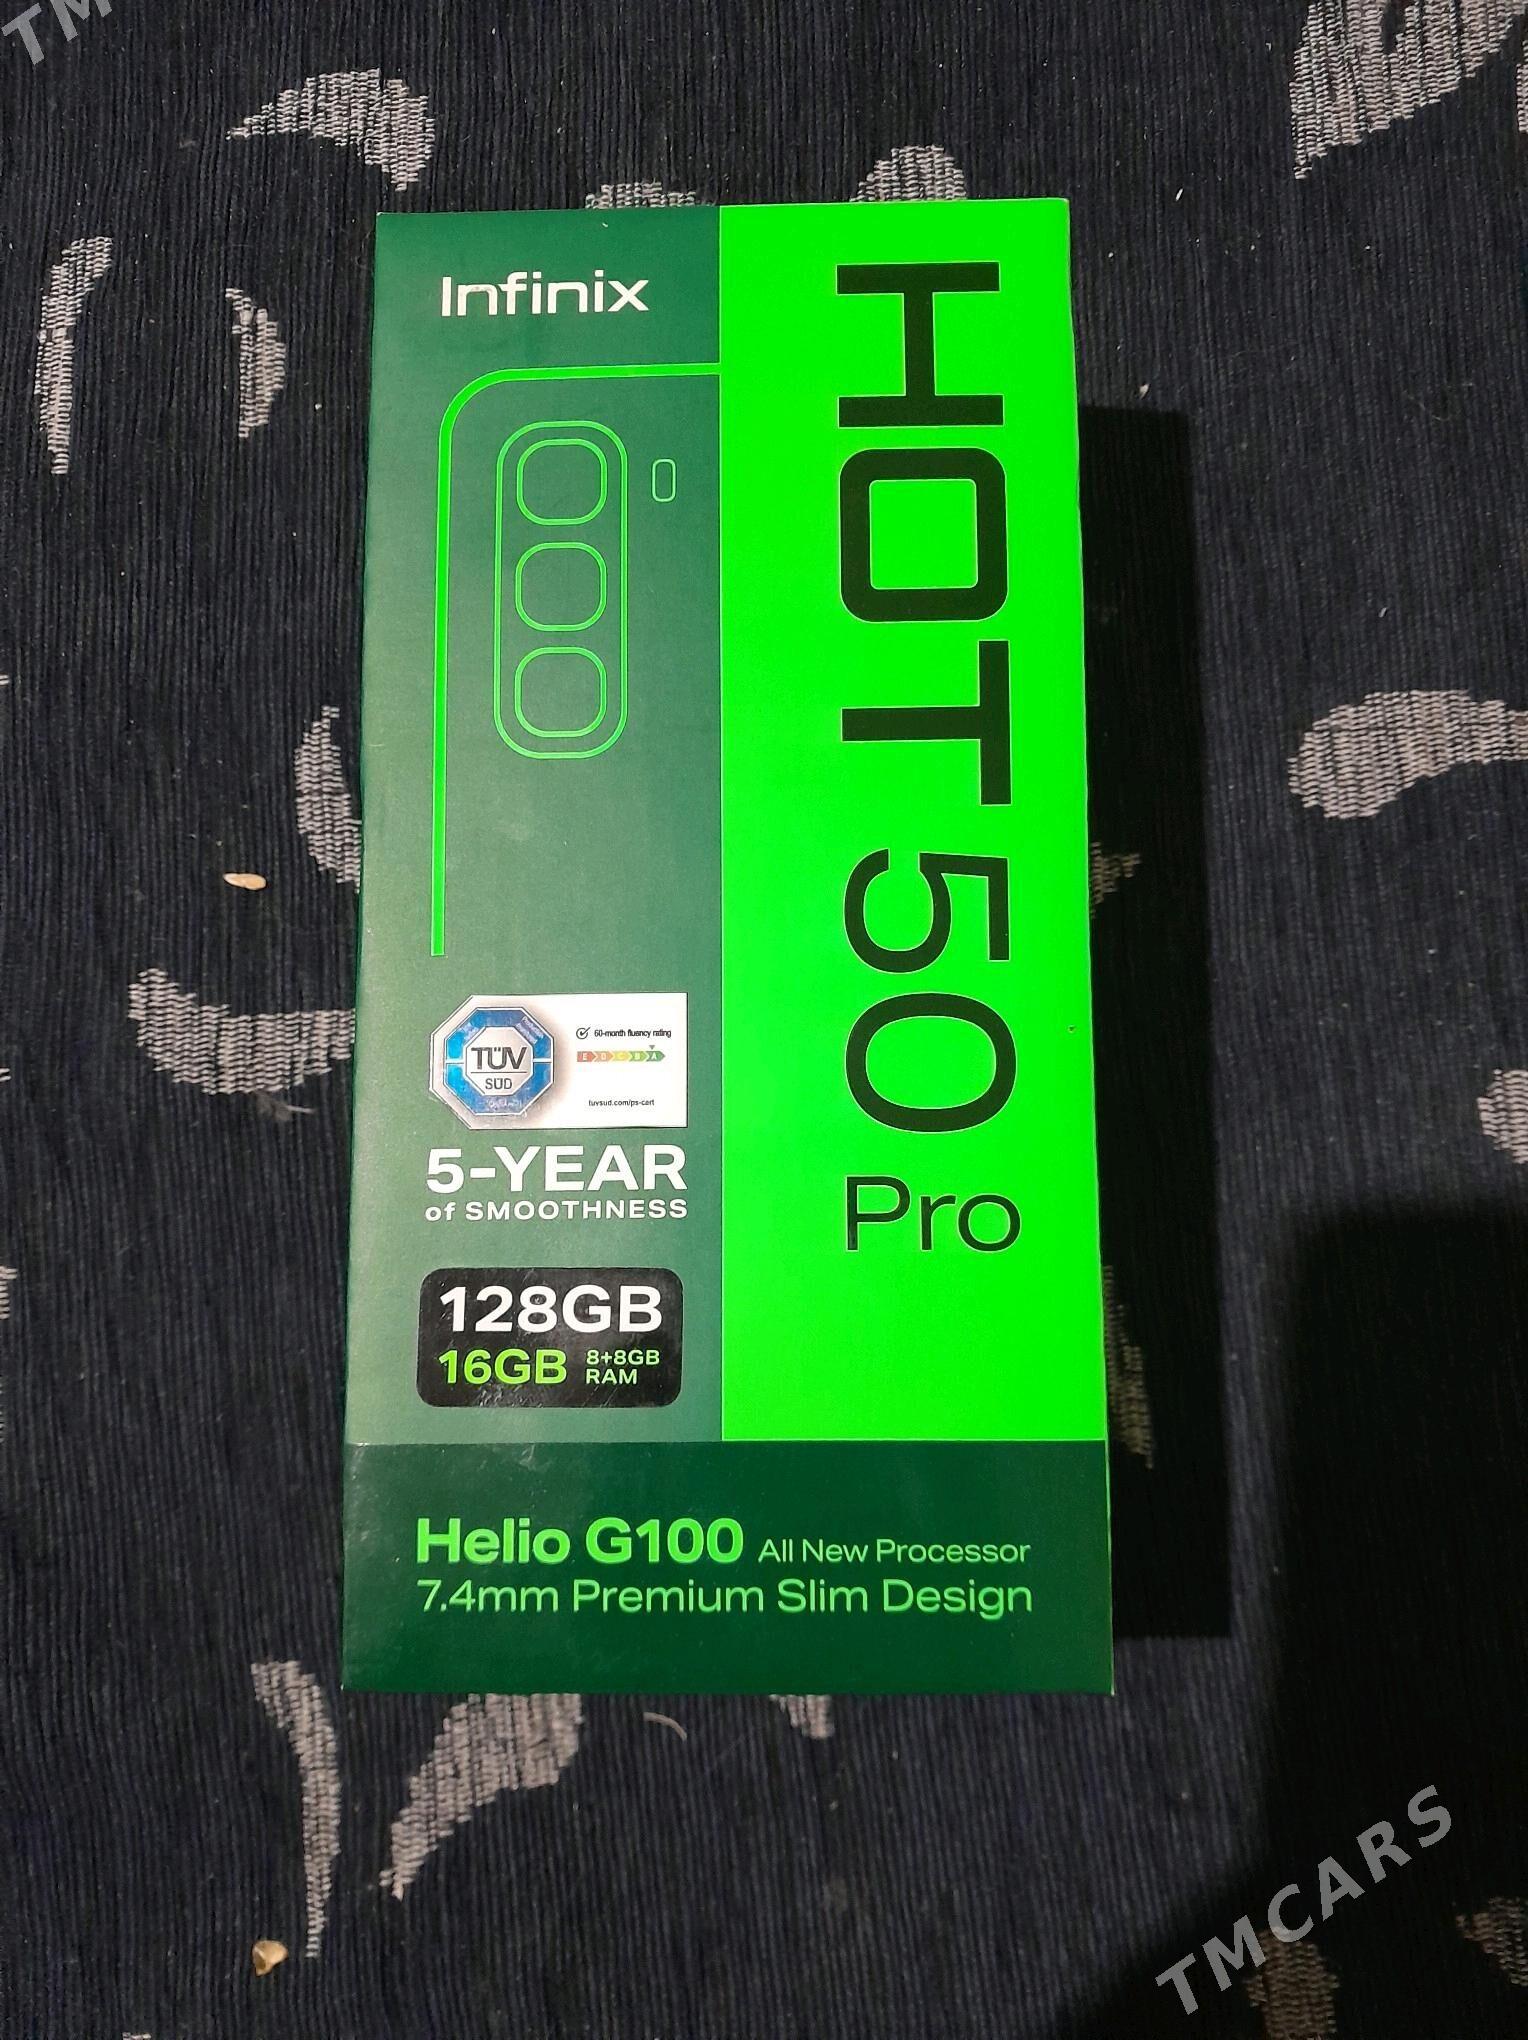 TM
Infinix
HOT 50 Pro
TÜV
SÜD
60-month fluency rating
E D C B A
tuvsud.com/ps-cert
5-YEAR
of SMOOTHNESS
128GB
16GB 8+8GB
RAM
Helio G100 All New Processor
7.4mm Premium Slim Design
TMCARS